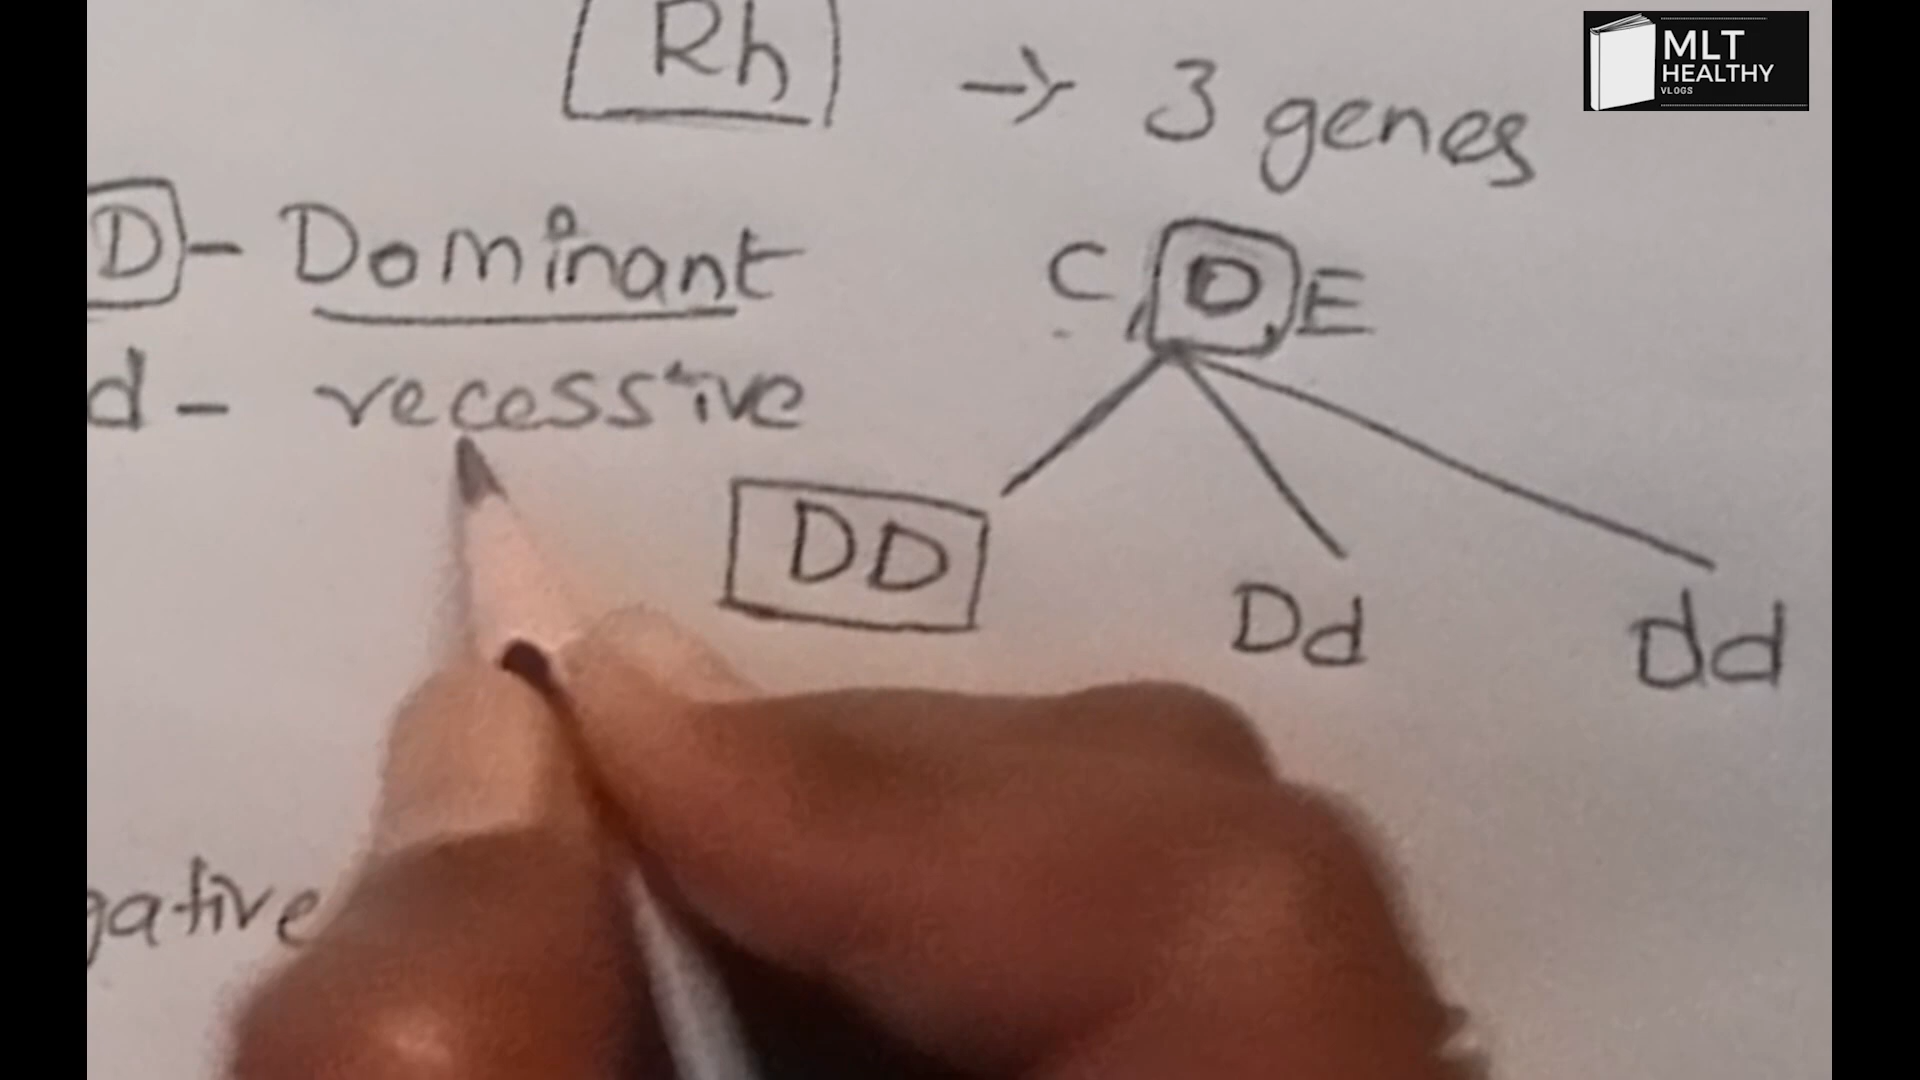 Rh → 3 genes
D - Dominant
C, D, E
d - recessive
DD
Dd
dd
gative
MLT
HEALTHY
VLOGS